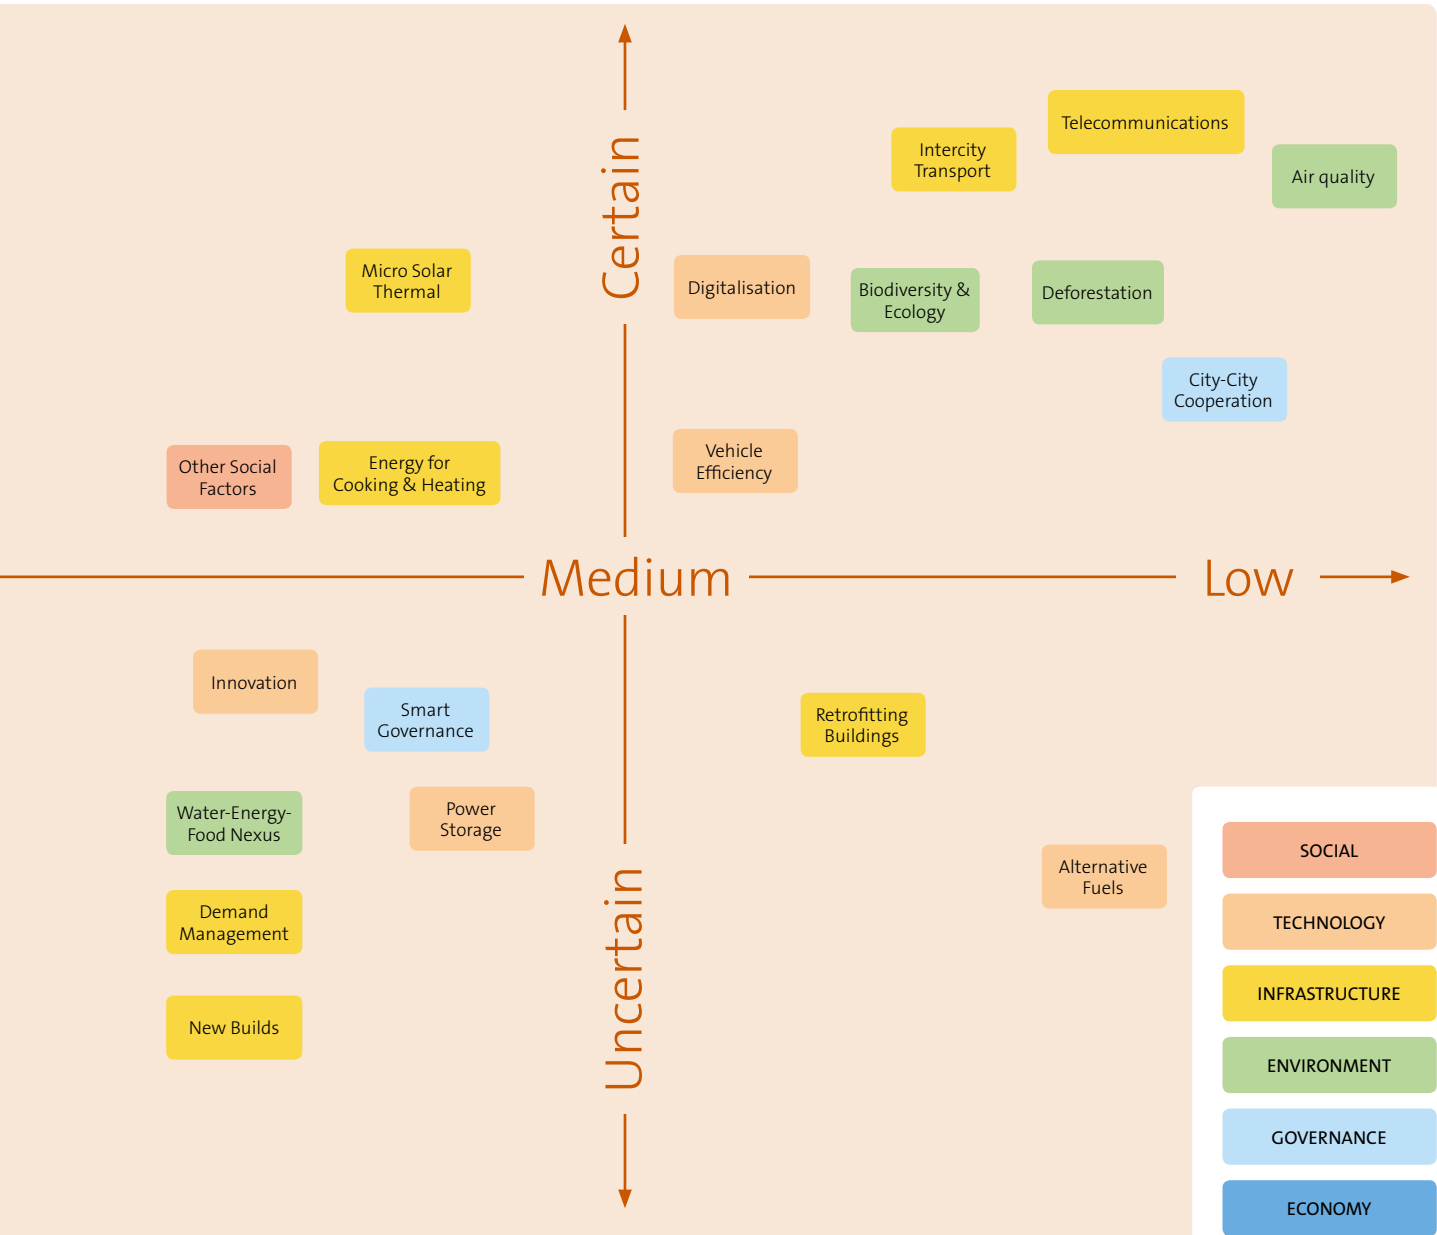 Certain
Telecommunications
Intercity
Transport
Air quality
Micro Solar
Thermal
Digitalisation
Biodiversity &
Ecology
Deforestation
City-City
Cooperation
Other Social
Factors
Energy for
Cooking & Heating
Vehicle
Efficiency
Medium
Low
Innovation
Smart
Governance
Retrofitting
Buildings
Water-Energy-
Food Nexus
Power
Storage
Alternative
Fuels
Demand
Management
New Builds
Uncertain
SOCIAL
TECHNOLOGY
INFRASTRUCTURE
ENVIRONMENT
GOVERNANCE
ECONOMY